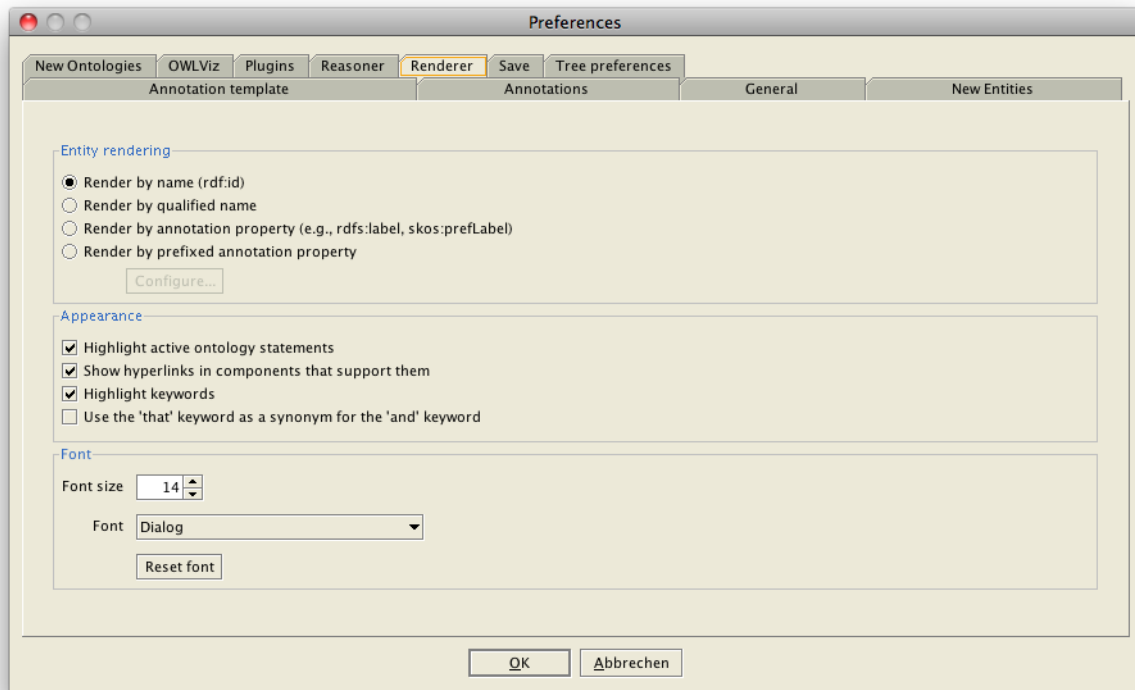 Preferences
New Ontologies OWLViz Plugins Reasoner Renderer Save Tree preferences
Annotation template Annotations General New Entities
Entity rendering
Render by name (rdf:id)
Render by qualified name
Render by annotation property (e.g., rdfs:label, skos:prefLabel)
Render by prefixed annotation property
Configure...
Appearance
Highlight active ontology statements
Show hyperlinks in components that support them
Highlight keywords
Use the 'that' keyword as a synonym for the 'and' keyword
Font
Font size 14
Font Dialog
Reset font
OK Abbrechen